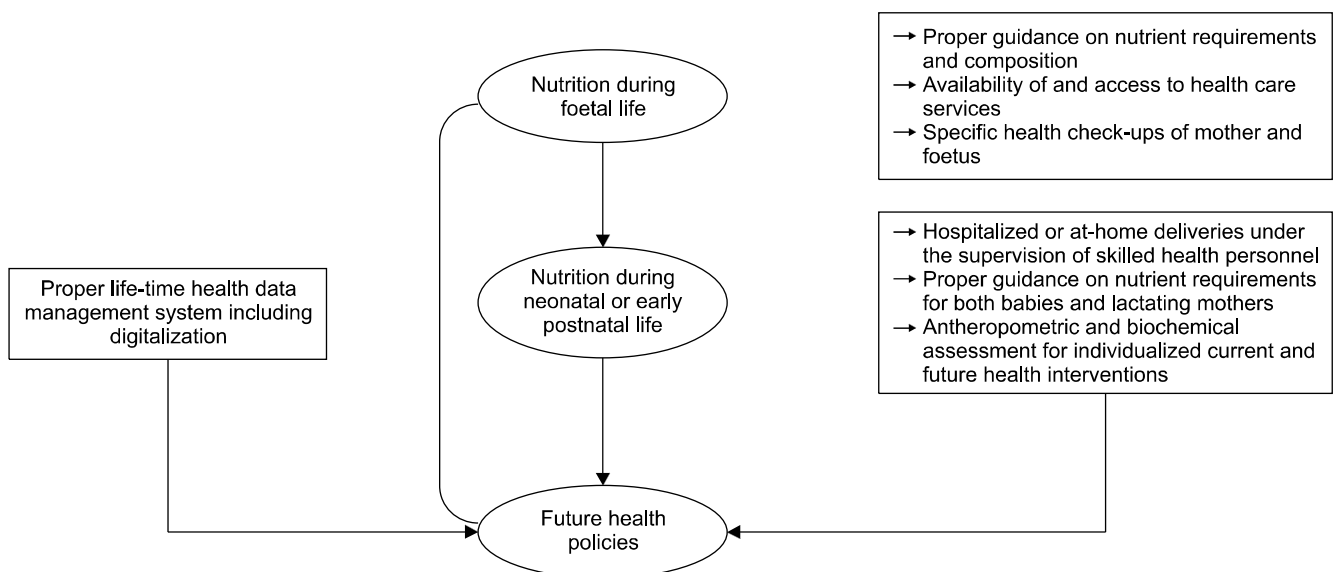 Nutrition during
foetal life
→ Proper guidance on nutrient requirements
and composition
→ Availability of and access to health care
services
→ Specific health check-ups of mother and
foetus
Proper life-time health data
management system including
digitalization
Nutrition during
neonatal or early
postnatal life
→ Hospitalized or at-home deliveries under
the supervision of skilled health personnel
→ Proper guidance on nutrient requirements
for both babies and lactating mothers
→ Antheropometric and biochemical
assessment for individualized current and
future health interventions
Future health
policies